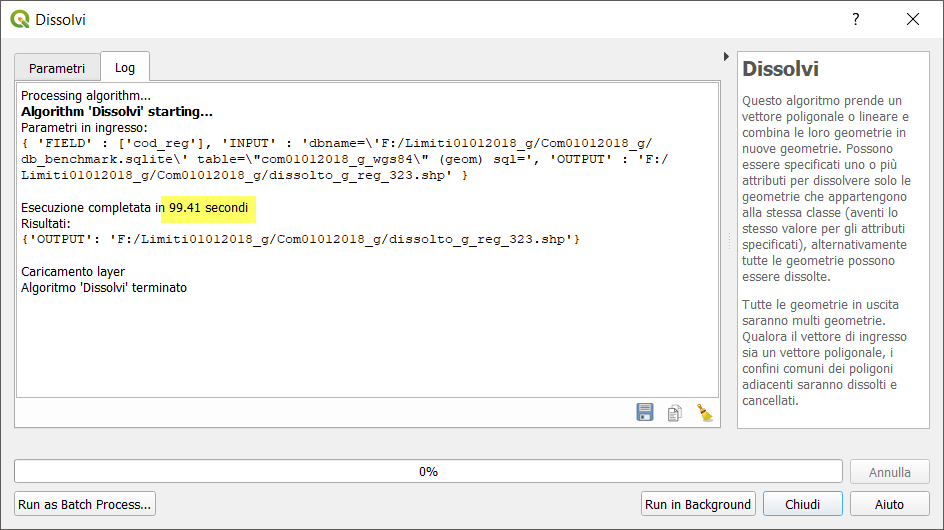 Dissolvi
?
Parametri
Log
Processing algorithm...
Algorithm 'Dissolvi' starting...
Parametri in ingresso:
{ 'FIELD' : ['cod_reg'], 'INPUT' : 'dbname=\'F:/Limiti01012018_g/Com01012018_g/
db_benchmark.sqlite\' table=\"com01012018_g_wgs84\" (geom) sql=', 'OUTPUT' : 'F:/
Limiti01012018_g/Com01012018_g/dissolto_g_reg_323.shp' }
Esecuzione completata in 99.41 secondi
Risultati:
{'OUTPUT': 'F:/Limiti01012018_g/Com01012018_g/dissolto_g_reg_323.shp'}
Caricamento layer
Algoritmo 'Dissolvi' terminato
Dissolvi
Questo algoritmo prende un
vettore poligonale o lineare e
combina le loro geometrie in
nuove geometrie. Possono
essere specificati uno o più
attributi per dissolvere solo le
geometrie che appartengono
alla stessa classe (aventi lo
stesso valore per gli attributi
specificati), alternativamente
tutte le geometrie possono
essere dissolte.
Tutte le geometrie in uscita
saranno multi geometrie.
Qualora il vettore di ingresso
sia un vettore poligonale, i
confini comuni dei poligoni
adiacenti saranno dissolti e
cancellati.
0%
Annulla
Run as Batch Process...
Run in Background
Chiudi
Aiuto